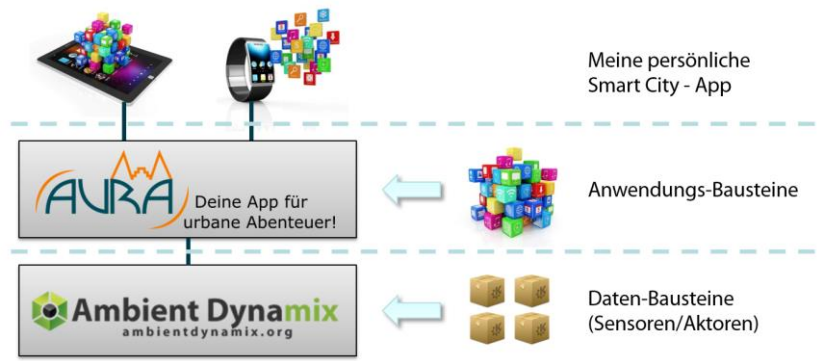 Meine persönliche
Smart City - App
AURA
Deine App für
urbane Abenteuer!
Anwendungs-Bausteine
Ambient Dynamix
ambientdynamix.org
Daten-Bausteine
(Sensoren/Aktoren)